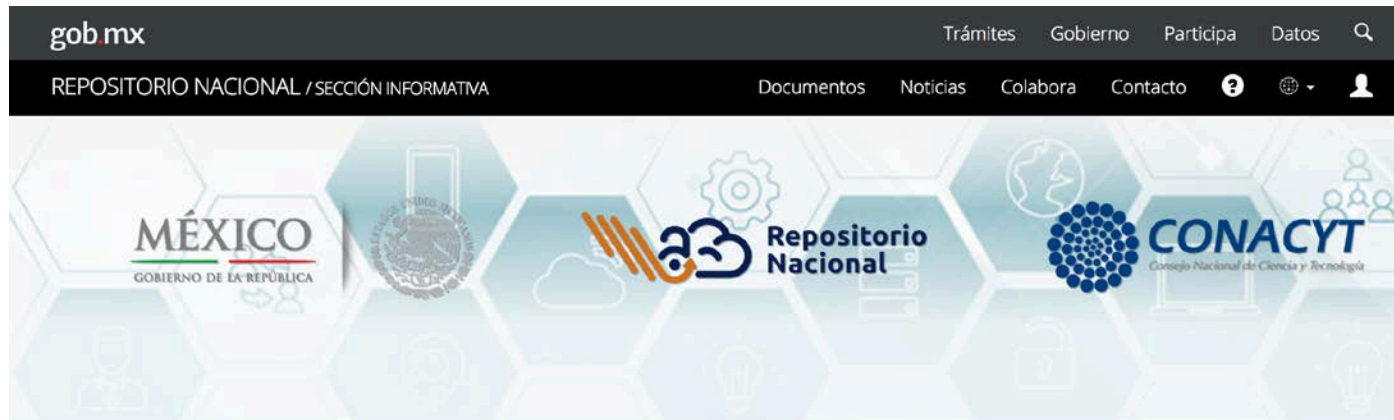 gob.mx
Trámites Gobierno Participa Datos
REPOSITORIO NACIONAL / SECCIÓN INFORMATIVA
Documentos Noticias Colabora Contacto ?
MÉXICO
GOBIERNO DE LA REPÚBLICA
Repositorio
Nacional
CONACYT
Consejo Nacional de Ciencia y Tecnología